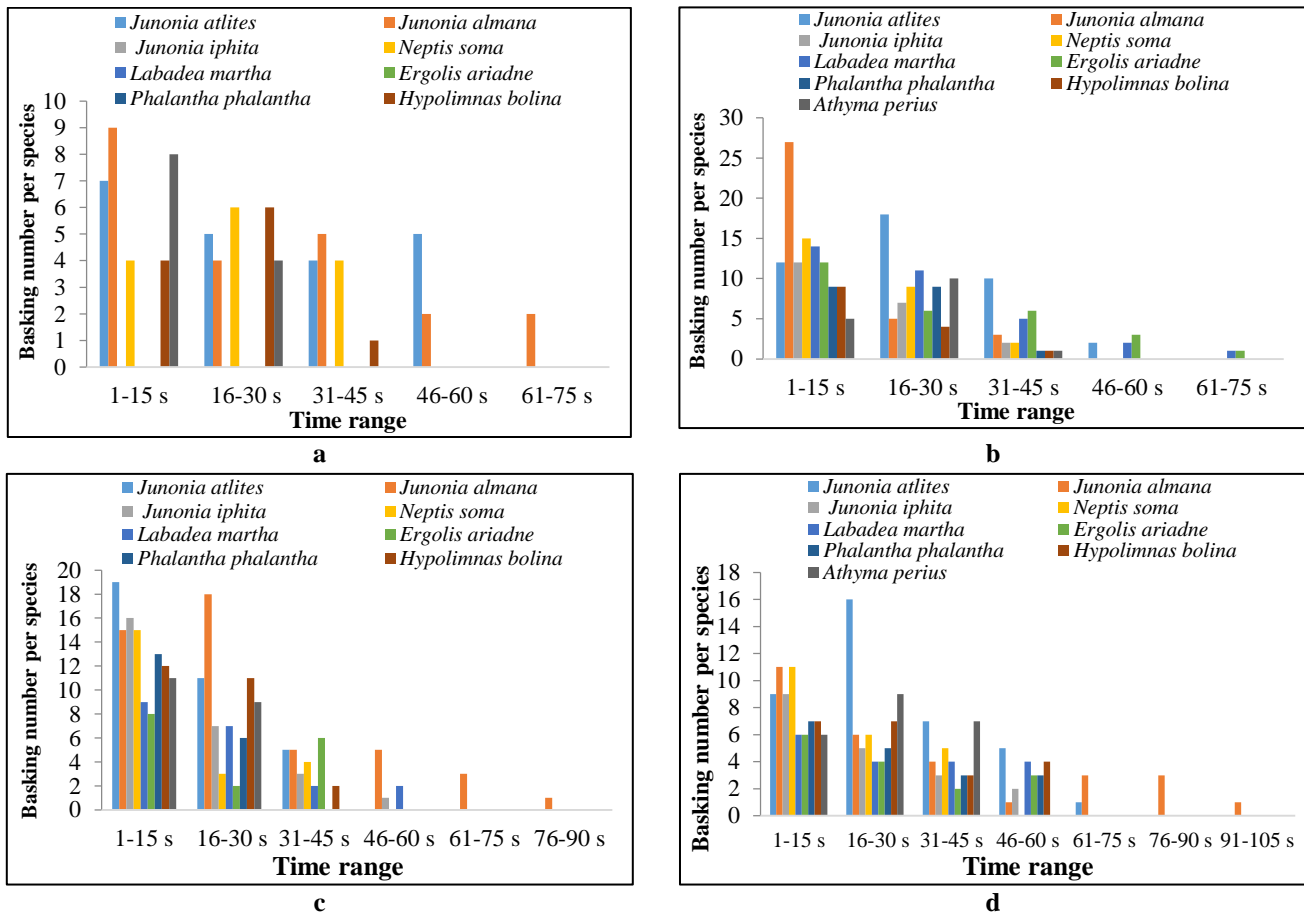 Junonia atlites Junonia almana
Junonia iphita Neptis soma
Labadea martha Ergolis ariadne
Phalantha phalantha Hypolimnas bolina
Basking number per species
10
9
8
7
6
5
4
3
2
1
0
1-15 s 16-30 s 31-45 s 46-60 s 61-75 s
Time range
a
Junonia atlites Junonia almana
Junonia iphita Neptis soma
Labadea martha Ergolis ariadne
Phalantha phalantha Hypolimnas bolina
Athyma perius
Basking number per species
30
25
20
15
10
5
0
1-15 s 16-30 s 31-45 s 46-60 s 61-75 s
Time range
b
Junonia atlites Junonia almana
Junonia iphita Neptis soma
Labadea martha Ergolis ariadne
Phalantha phalantha Hypolimnas bolina
Basking number per species
20
18
16
14
12
10
8
6
4
2
0
1-15 s 16-30 s 31-45 s 46-60 s 61-75 s 76-90 s
Time range
c
Junonia atlites Junonia almana
Junonia iphita Neptis soma
Labadea martha Ergolis ariadne
Phalantha phalantha Hypolimnas bolina
Athyma perius
Basking number per species
18
16
14
12
10
8
6
4
2
0
1-15 s 16-30 s 31-45 s 46-60 s 61-75 s 76-90 s 91-105 s
Time range
d